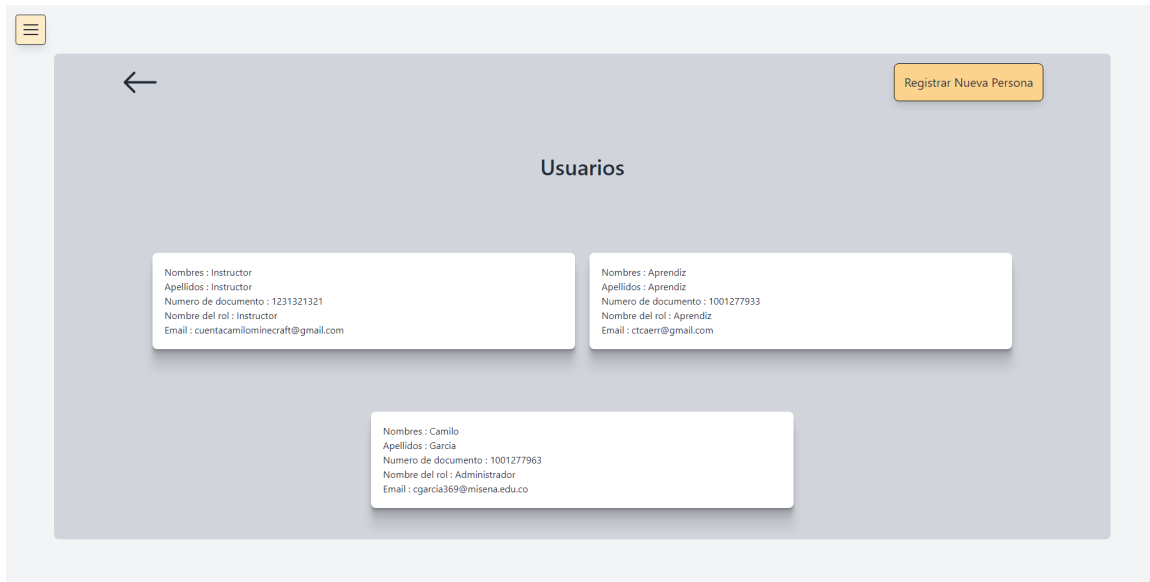 Registrar Nueva Persona
Usuarios
Nombres : Instructor
Apellidos : Instructor
Numero de documento : 1231321321
Nombre del rol : Instructor
Email : cuentacamilominecraft@gmail.com
Nombres : Aprendiz
Apellidos : Aprendiz
Numero de documento : 1001277933
Nombre del rol : Aprendiz
Email : ctcaerr@gmail.com
Nombres : Camilo
Apellidos : Garcia
Numero de documento : 1001277963
Nombre del rol : Administrador
Email : cgarcia369@misena.edu.co